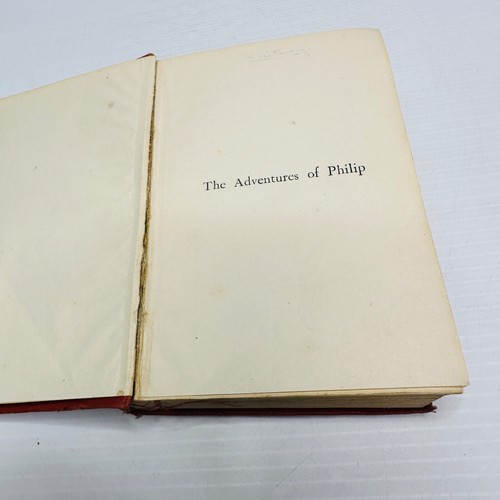 The Adventures of Philip